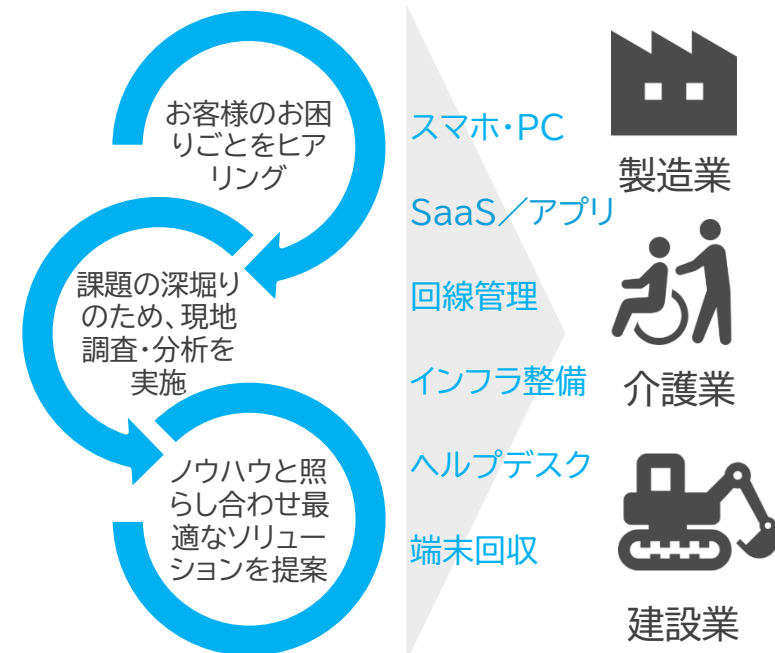 お客様のお困
りごとをヒア
リング
課題の深堀り
のため、現地
調査・分析を
実施
ノウハウと照
らし合わせ最
適なソリュー
ションを提案
スマホ・PC
SaaS／アプリ
回線管理
インフラ整備
ヘルプデスク
端末回収
製造業
介護業
建設業